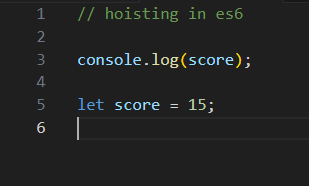 1 // hoisting in es6
2
3 console.log(score);
4
5 let score = 15;
6